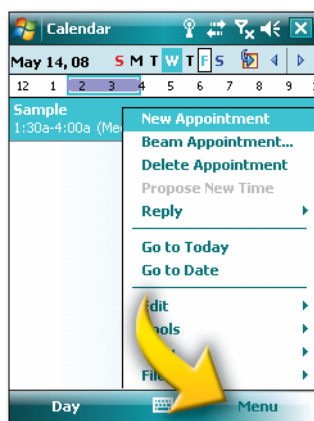 Calendar
May 14, 08 S M T W T F S
12 1 2 3 4 5 6 7 8 9
Sample
1:30a-4:00a (Me
New Appointment
Beam Appointment...
Delete Appointment
Propose New Time
Reply
Go to Today
Go to Date
Edit
Day Menu